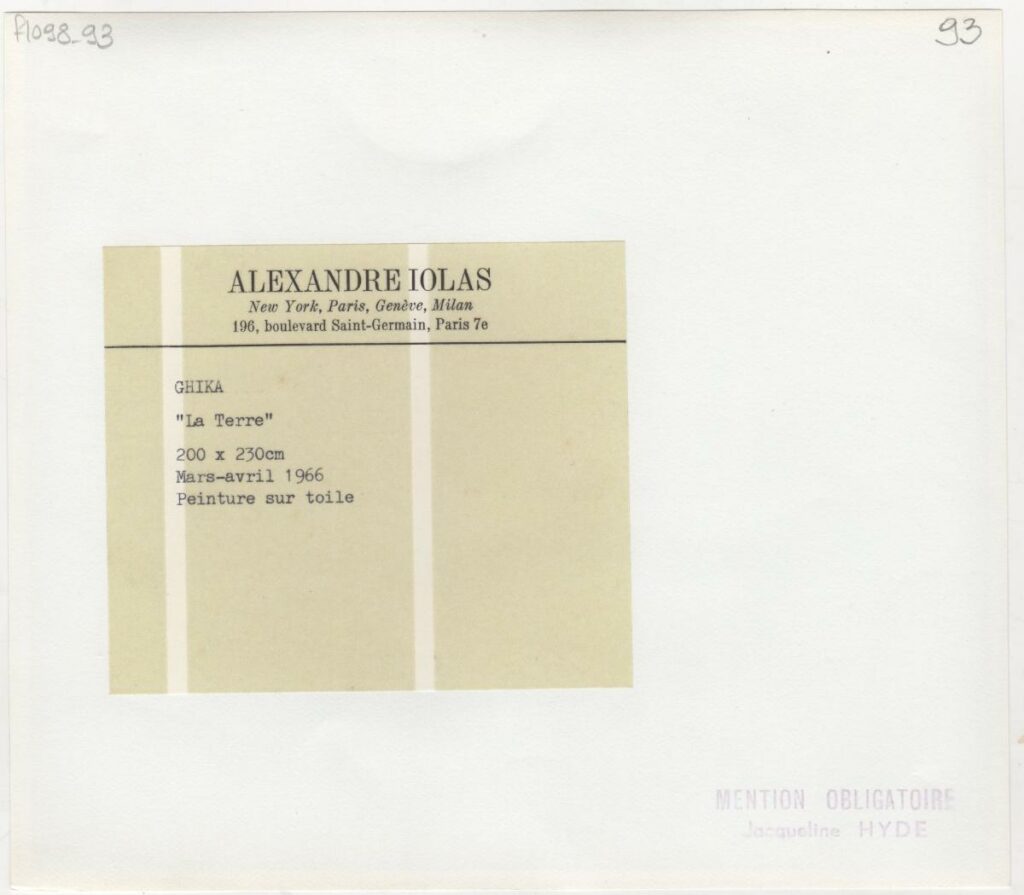 f1098-93
93
ALEXANDRE IOLAS
New York, Paris, Genève, Milan
196, boulevard Saint-Germain, Paris 7e
GHIKA
"La Terre"
200 x 230cm
Mars-avril 1966
Peinture sur toile
MENTION OBLIGATOIRE
Jacqueline HYDE